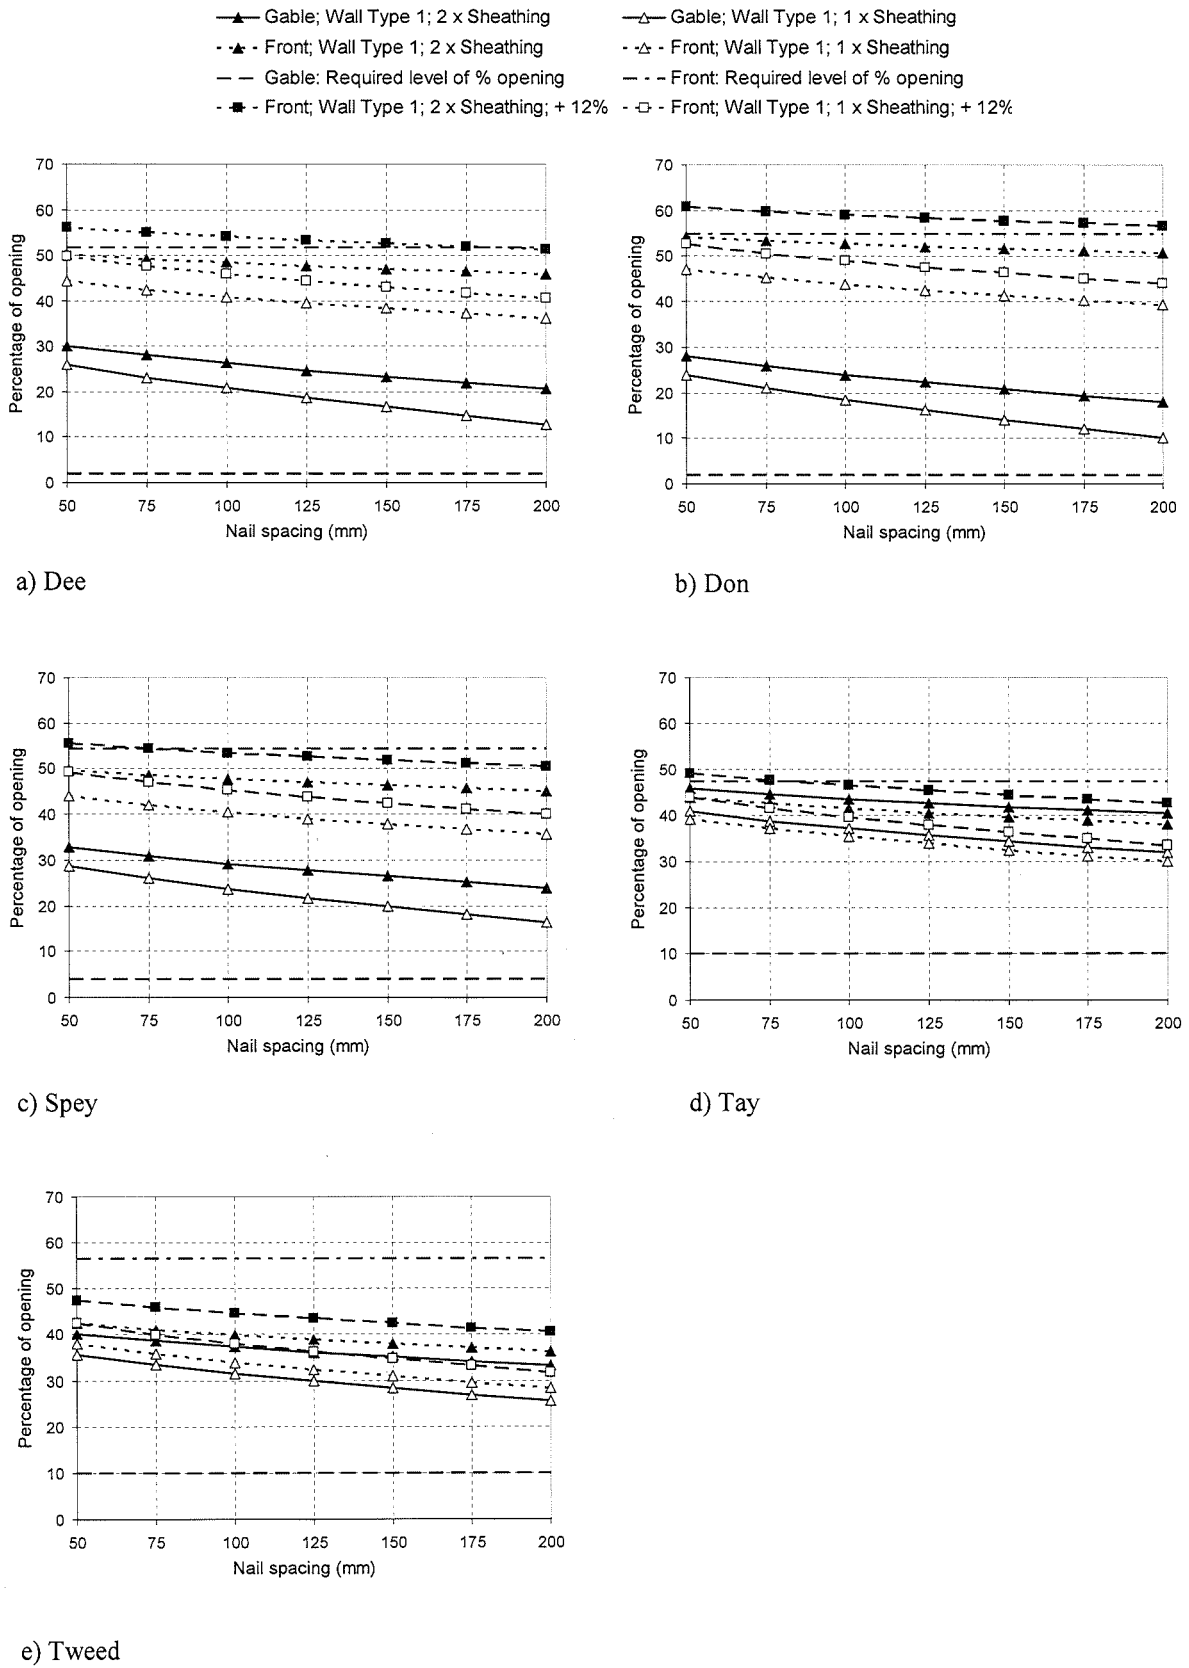 Gable; Wall Type 1; 2 x Sheathing
Gable; Wall Type 1; 1 x Sheathing
Front; Wall Type 1; 2 x Sheathing
Front; Wall Type 1; 1 x Sheathing
Gable: Required level of % opening
Front: Required level of % opening
Front; Wall Type 1; 2 x Sheathing; + 12%
Front; Wall Type 1; 1 x Sheathing; + 12%
Percentage of opening
70
60
50
40
30
20
10
0
50 75 100 125 150 175 200
Nail spacing (mm)
a) Dee
Percentage of opening
70
60
50
40
30
20
10
0
50 75 100 125 150 175 200
Nail spacing (mm)
b) Don
Percentage of opening
70
60
50
40
30
20
10
0
50 75 100 125 150 175 200
Nail spacing (mm)
c) Spey
Percentage of opening
70
60
50
40
30
20
10
0
50 75 100 125 150 175 200
Nail spacing (mm)
d) Tay
Percentage of opening
70
60
50
40
30
20
10
0
50 75 100 125 150 175 200
Nail spacing (mm)
e) Tweed